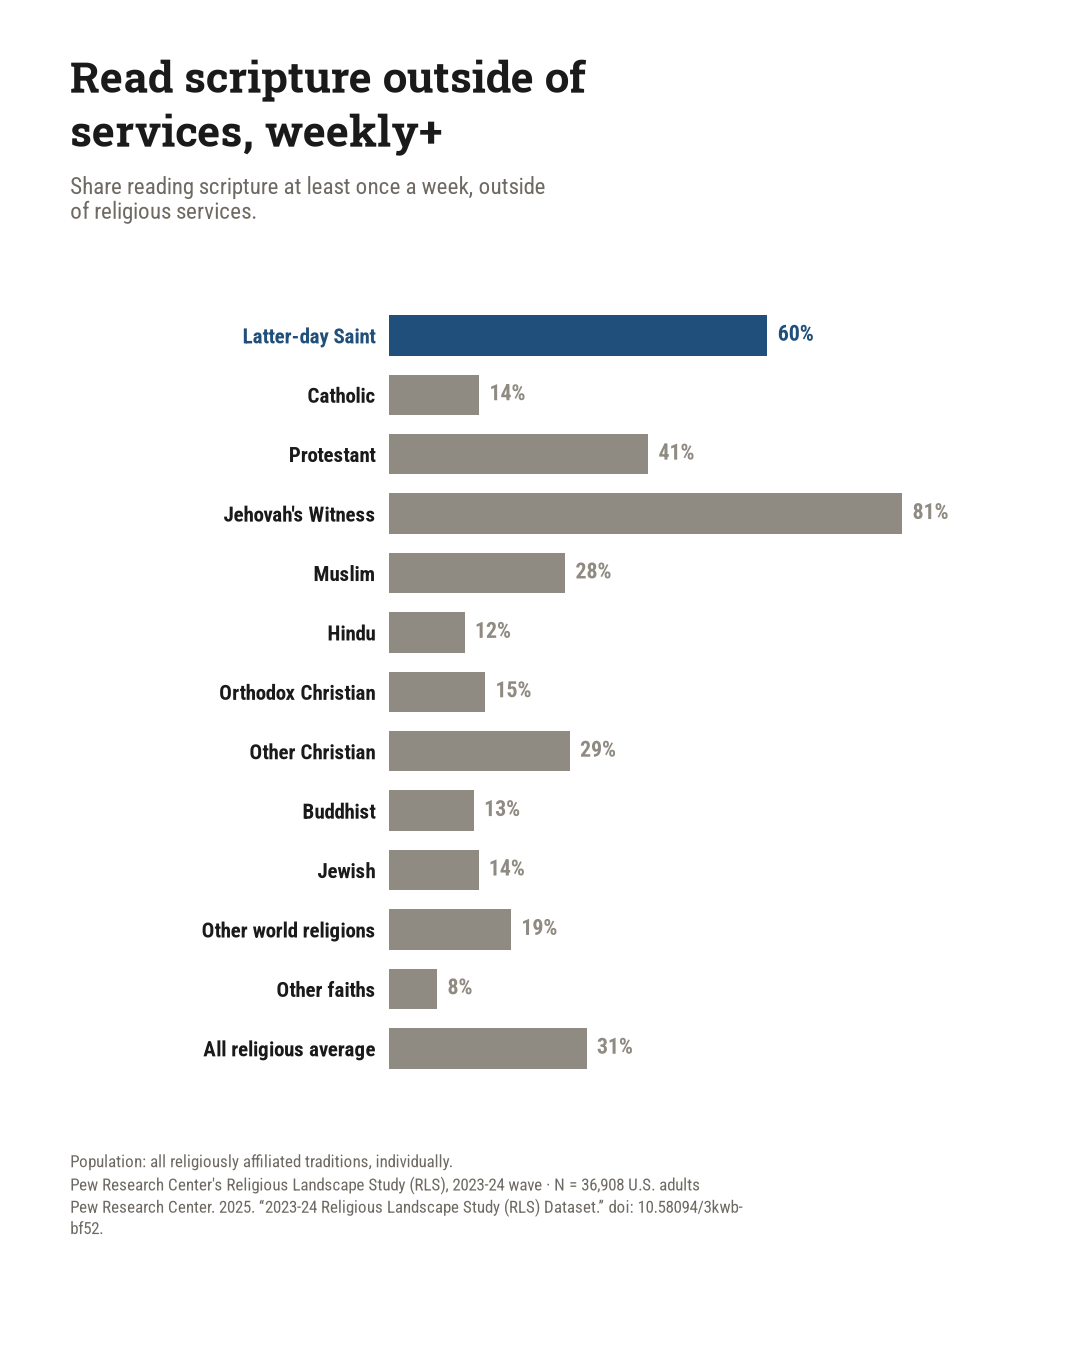 Read scripture outside of
services, weekly+
Share reading scripture at least once a week, outside
of religious services.
Latter-day Saint 60%
Catholic 14%
Protestant 41%
Jehovah's Witness 81%
Muslim 28%
Hindu 12%
Orthodox Christian 15%
Other Christian 29%
Buddhist 13%
Jewish 14%
Other world religions 19%
Other faiths 8%
All religious average 31%
Population: all religiously affiliated traditions, individually.
Pew Research Center's Religious Landscape Study (RLS), 2023-24 wave · N = 36,908 U.S. adults
Pew Research Center. 2025. “2023-24 Religious Landscape Study (RLS) Dataset.” doi: 10.58094/3kwb-
bf52.